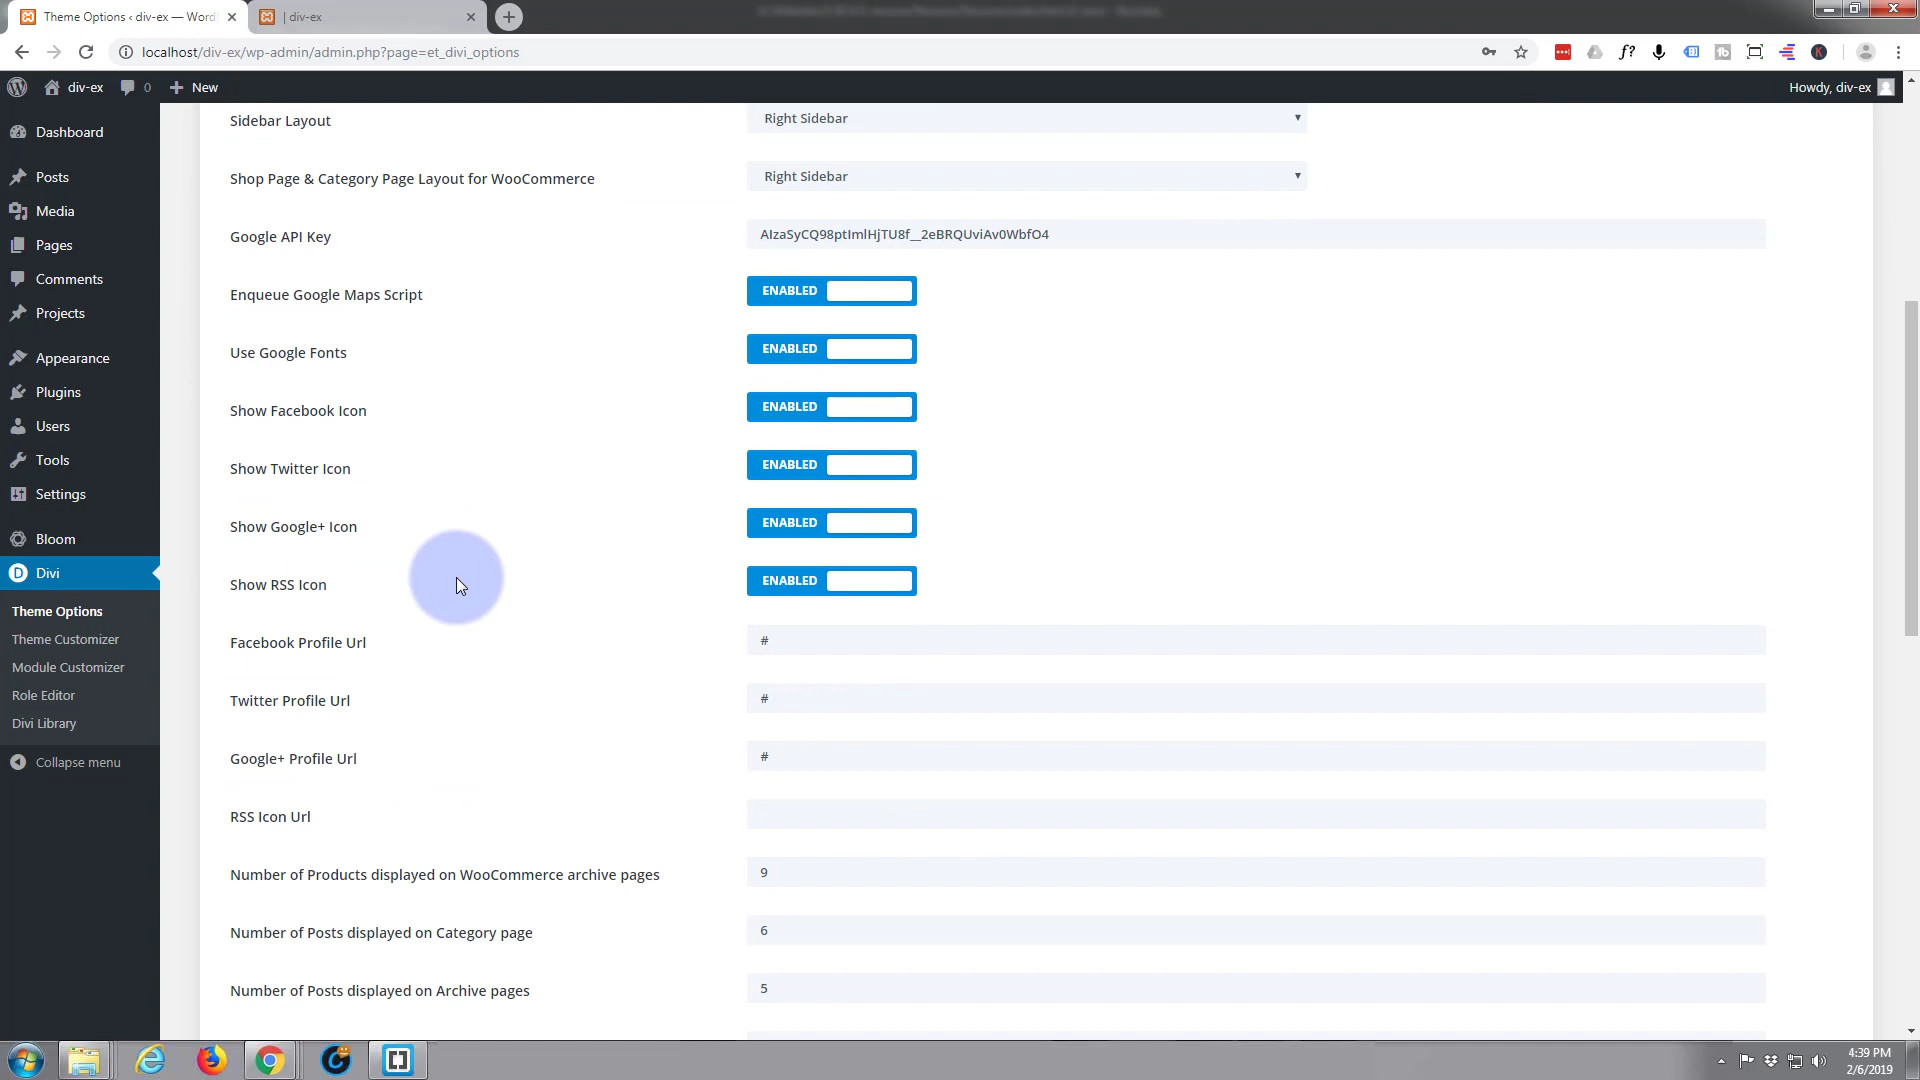 Theme Options ‹ div-ex — Word
| div-ex
localhost/div-ex/wp-admin/admin.php?page=et_divi_options
div-ex
0
New
Howdy, div-ex
Dashboard
Posts
Media
Pages
Comments
Projects
Appearance
Plugins
Users
Tools
Settings
Bloom
Divi
Theme Options
Theme Customizer
Module Customizer
Role Editor
Divi Library
Collapse menu
Sidebar Layout
Right Sidebar
Shop Page & Category Page Layout for WooCommerce
Right Sidebar
Google API Key
AIzaSyCQ98ptImlHjTU8f__2eBRQUviAv0WbfO4
Enqueue Google Maps Script
ENABLED
Use Google Fonts
ENABLED
Show Facebook Icon
ENABLED
Show Twitter Icon
ENABLED
Show Google+ Icon
ENABLED
Show RSS Icon
ENABLED
Facebook Profile Url
#
Twitter Profile Url
#
Google+ Profile Url
#
RSS Icon Url
Number of Products displayed on WooCommerce archive pages
9
Number of Posts displayed on Category page
6
Number of Posts displayed on Archive pages
5
4:39 PM
2/6/2019